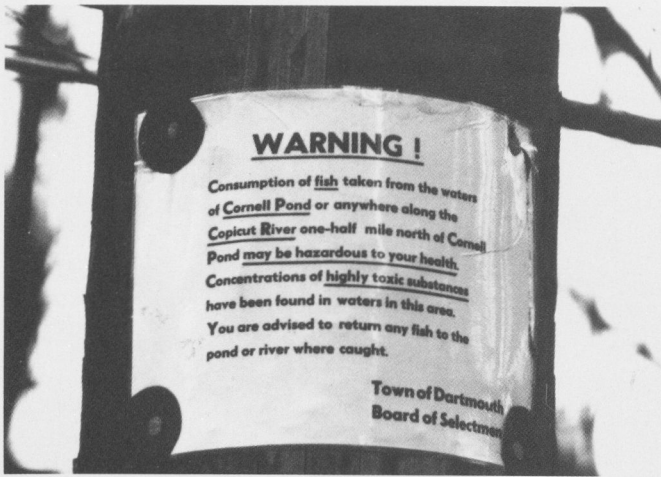 WARNING !
Consumption of fish taken from the waters
of Cornell Pond or anywhere along the
Copicut River one-half mile north of Cornell
Pond may be hazardous to your health.
Concentrations of highly toxic substances
have been found in waters in this area.
You are advised to return any fish to the
pond or river where caught.
Town of Dartmouth
Board of Selectmen